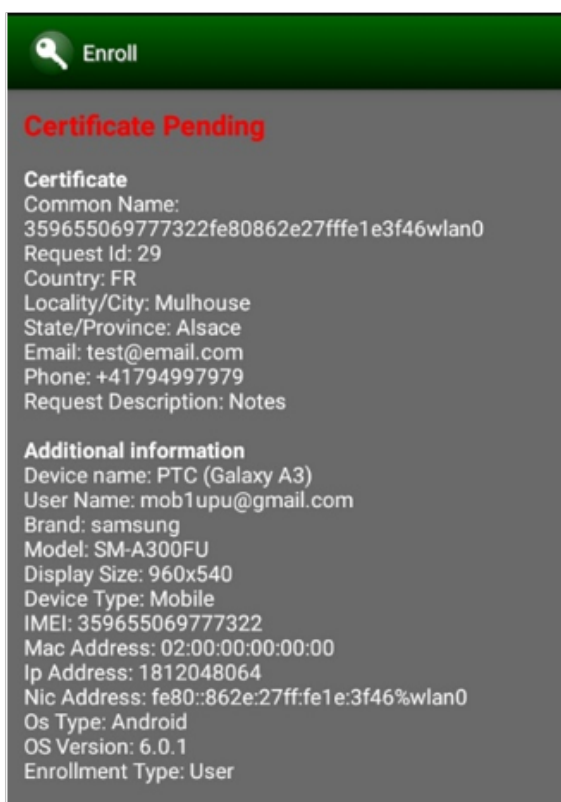 Enroll
Certificate Pending
Certificate
Common Name:
359655069777322fe80862e27fffe1e3f46wlan0
Request Id: 29
Country: FR
Locality/City: Mulhouse
State/Province: Alsace
Email: test@email.com
Phone: +41794997979
Request Description: Notes
Additional information
Device name: PTC (Galaxy A3)
User Name: mob1upu@gmail.com
Brand: samsung
Model: SM-A300FU
Display Size: 960x540
Device Type: Mobile
IMEI: 359655069777322
Mac Address: 02:00:00:00:00:00
Ip Address: 1812048064
Nic Address: fe80::862e:27ff:fe1e:3f46%wlan0
Os Type: Android
OS Version: 6.0.1
Enrollment Type: User